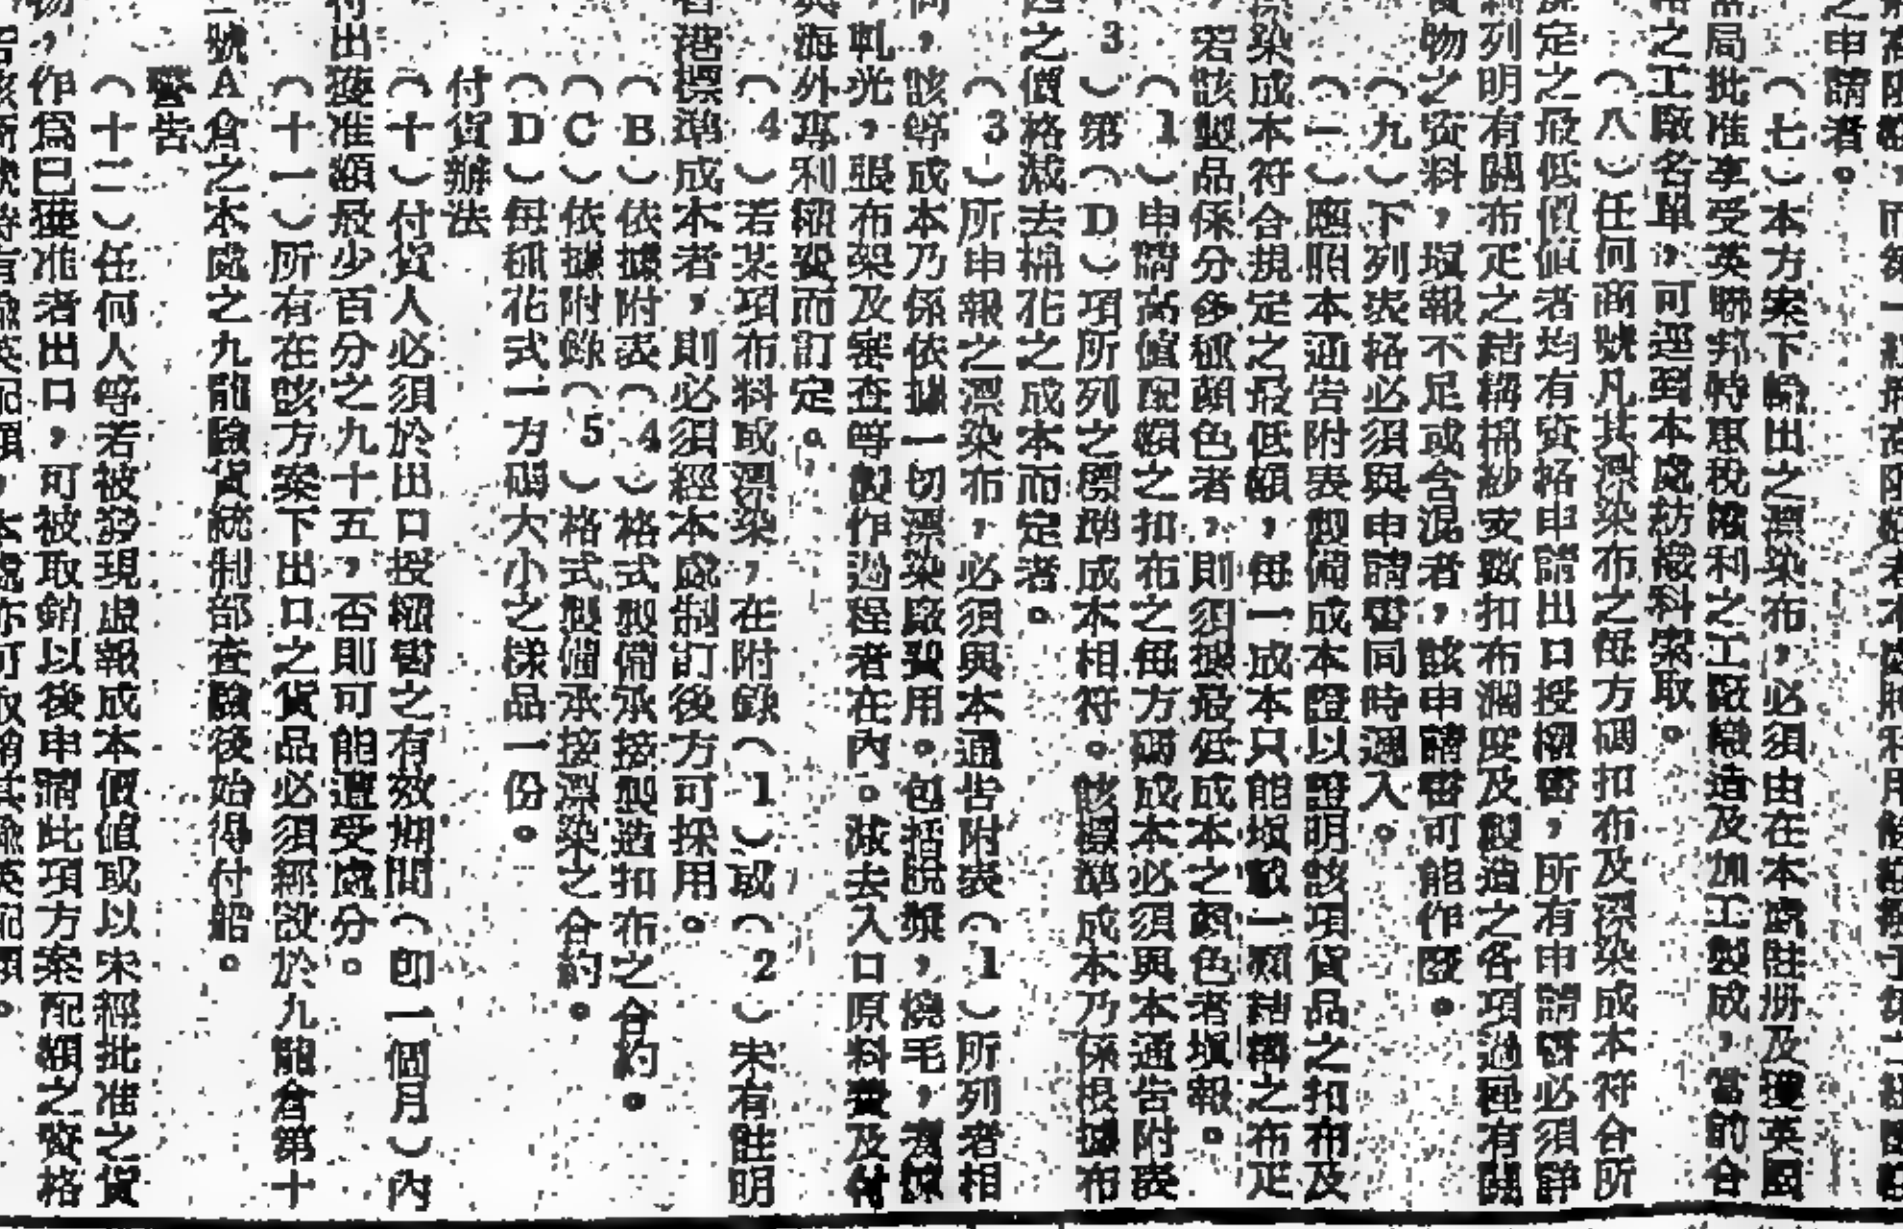 之申請者。
（七）本方案下輸出之漂染布，必須由在本處註册及獲英國
當局批准享受英聯邦特惠稅權利之工廠織造及加工製成，當的合
格之工廠名單，可逕到本處紡織科索取。
（八）任何商號凡其漂染布之每方碼扣布及漂染成本符合所
規定之最低價值者均有資格申請出口授權書，所有申請書必須詳
細列明有關布疋之結構棉紗支數扣布濶度及製造之各項過程有關
貨物之資料，塡報不足或含混者，該申請書可能作廢。
（九）下列表格必須與申請書同時遞入。
（一）應照本通告附表製備成本證以證明該項貨品之扣布及
漂染成本符合規定之最低額，每一成本只能塡報一類結構之布疋
若該製品係分多種顏色者，則須據最低成本之顏色者塡報。
（1）申請高値配額之扣布之每方碼成本必須與本通告附表
（3）第（D）項所列之標準成本相符。該標準成本乃係根據布
之價格減去棉花之成本而定者。
（3）所申報之漂染布，必須與本通告附表（1）所列者相
同，該等成本乃係依據一切漂染廠費用。包括脫漿，燒毛，有
軋光，張布架及審查等製作過程者在內。減去入口原料費及付
與海外專利權費而訂定。
（4）若某項布料或漂染，在附錄（1）或（2）未有註明
香港標準成本者，則必須經本處制訂後方可採用。
（B）依據附表（4）格式製備承接製造扣布之合約。
（C）依據附錄（5）格式製備承接漂染之合約。
（D）每種花式一方碼大小之樣品一份。
付貨辦法
（十）付貨人必須於出口授權書之有效期間（卽一個月）內
付出獲准額最少百分之九十五，否則可能遭受處分。
（十一）所有在該方案下出口之貨品必須經設於九龍倉第十
二號A倉之本處之九龍驗貨統制部查驗後始得付船。
警告
（十二）任何人等若被發現虛報成本價值或以未經批准之貨
物，作爲已獲准者出口，可被取銷以後申請此項方案配額之資格